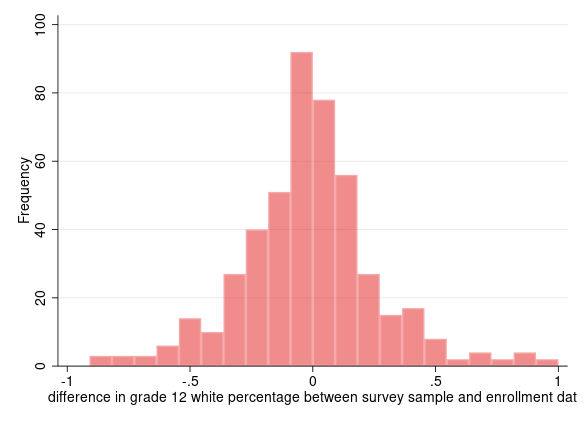 100
80
60
40
20
0
Frequency
-1 -.5 0 .5 1
difference in grade 12 white percentage between survey sample and enrollment dat